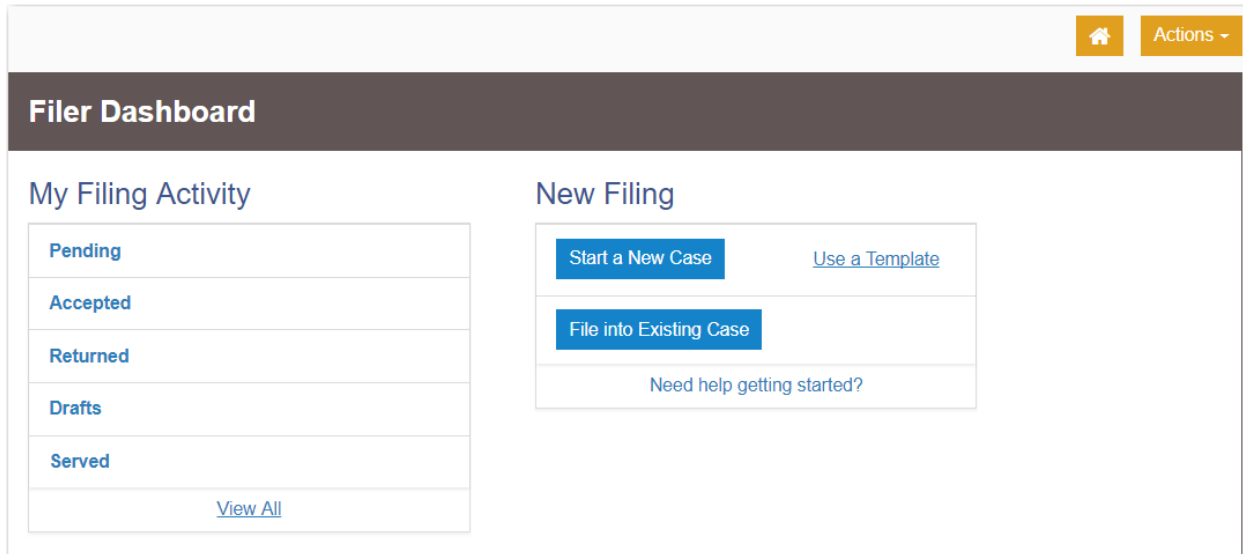 Actions
Filer Dashboard
My Filing Activity
Pending
Accepted
Returned
Drafts
Served
View All
New Filing
Start a New Case
Use a Template
File into Existing Case
Need help getting started?